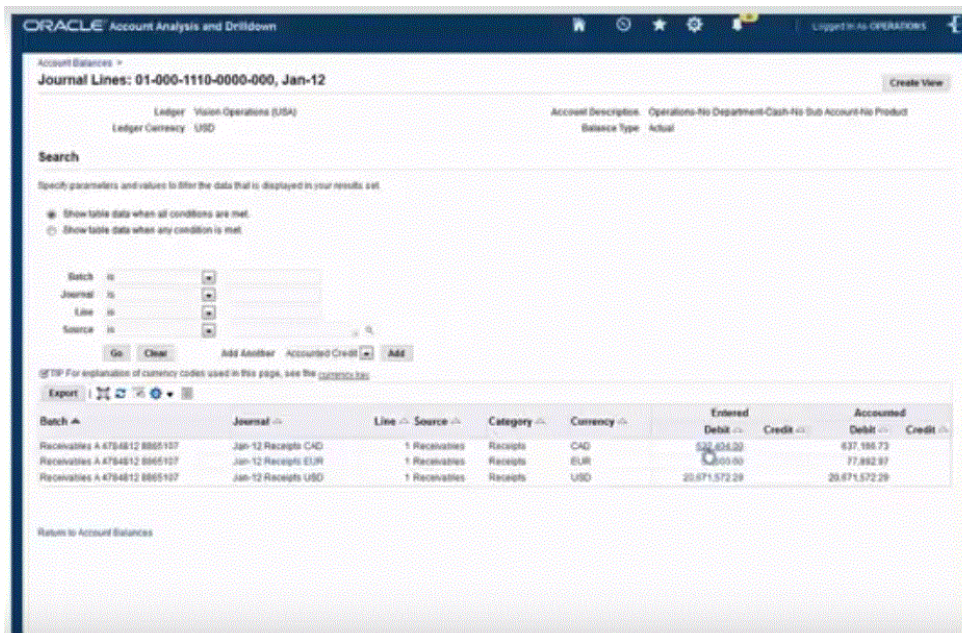 ORACLE Account Analysis and Drilldown
Logged In As OPERATIONS
Account Balances >
Journal Lines: 01-000-1110-0000-000, Jan-12
Create View
Ledger Vision Operations (USA)
Account Description Operations-No Department-Cash-No Sub Account-No Product
Ledger Currency USD
Balance Type Actual
Search
Specify parameters and values to filter the data that is displayed in your results set.
Show table data when all conditions are met.
Show table data when any condition is met.
Batch is
Journal is
Line is
Source is
Go Clear Add Another Accounted Credit Add
TIP For explanation of currency codes used in this page, see the currency key
Export
Entered Accounted
Batch Journal Line Source Category Currency Debit Credit Debit Credit
Receivables A 4784812 8865107 Jan-12 Receipts CAD 1 Receivables Receipts CAD
Receivables A 4784812 8865107 Jan-12 Receipts EUR 1 Receivables Receipts EUR
Receivables A 4784812 8865107 Jan-12 Receipts USD 1 Receivables Receipts USD 20,671,572.29 20,671,572.29
Return to Account Balances